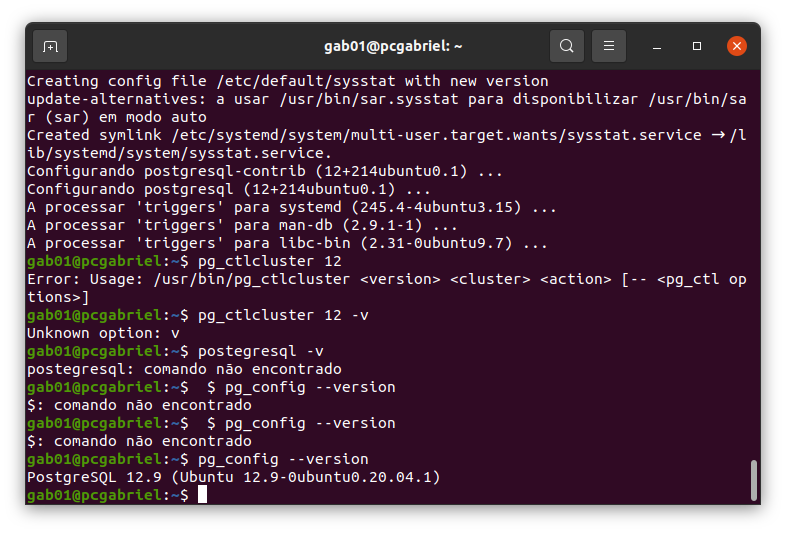 gab01@pcgabriel: ~
Creating config file /etc/default/sysstat with new version
update-alternatives: a usar /usr/bin/sar.sysstat para disponibilizar /usr/bin/sa
r (sar) em modo auto
Created symlink /etc/systemd/system/multi-user.target.wants/sysstat.service → /l
ib/systemd/system/sysstat.service.
Configurando postgresql-contrib (12+214ubuntu0.1) ...
Configurando postgresql (12+214ubuntu0.1) ...
A processar 'triggers' para systemd (245.4-4ubuntu3.15) ...
A processar 'triggers' para man-db (2.9.1-1) ...
A processar 'triggers' para libc-bin (2.31-0ubuntu9.7) ...
gab01@pcgabriel:~$ pg_ctlcluster 12
Error: Usage: /usr/bin/pg_ctlcluster <version> <cluster> <action> [-- <pg_ctl op
tions>]
gab01@pcgabriel:~$ pg_ctlcluster 12 -v
Unknown option: v
gab01@pcgabriel:~$ postegresql -v
postegresql: comando não encontrado
gab01@pcgabriel:~$  $ pg_config --version
$: comando não encontrado
gab01@pcgabriel:~$  $ pg_config --version
$: comando não encontrado
gab01@pcgabriel:~$ pg_config --version
PostgreSQL 12.9 (Ubuntu 12.9-0ubuntu0.20.04.1)
gab01@pcgabriel:~$